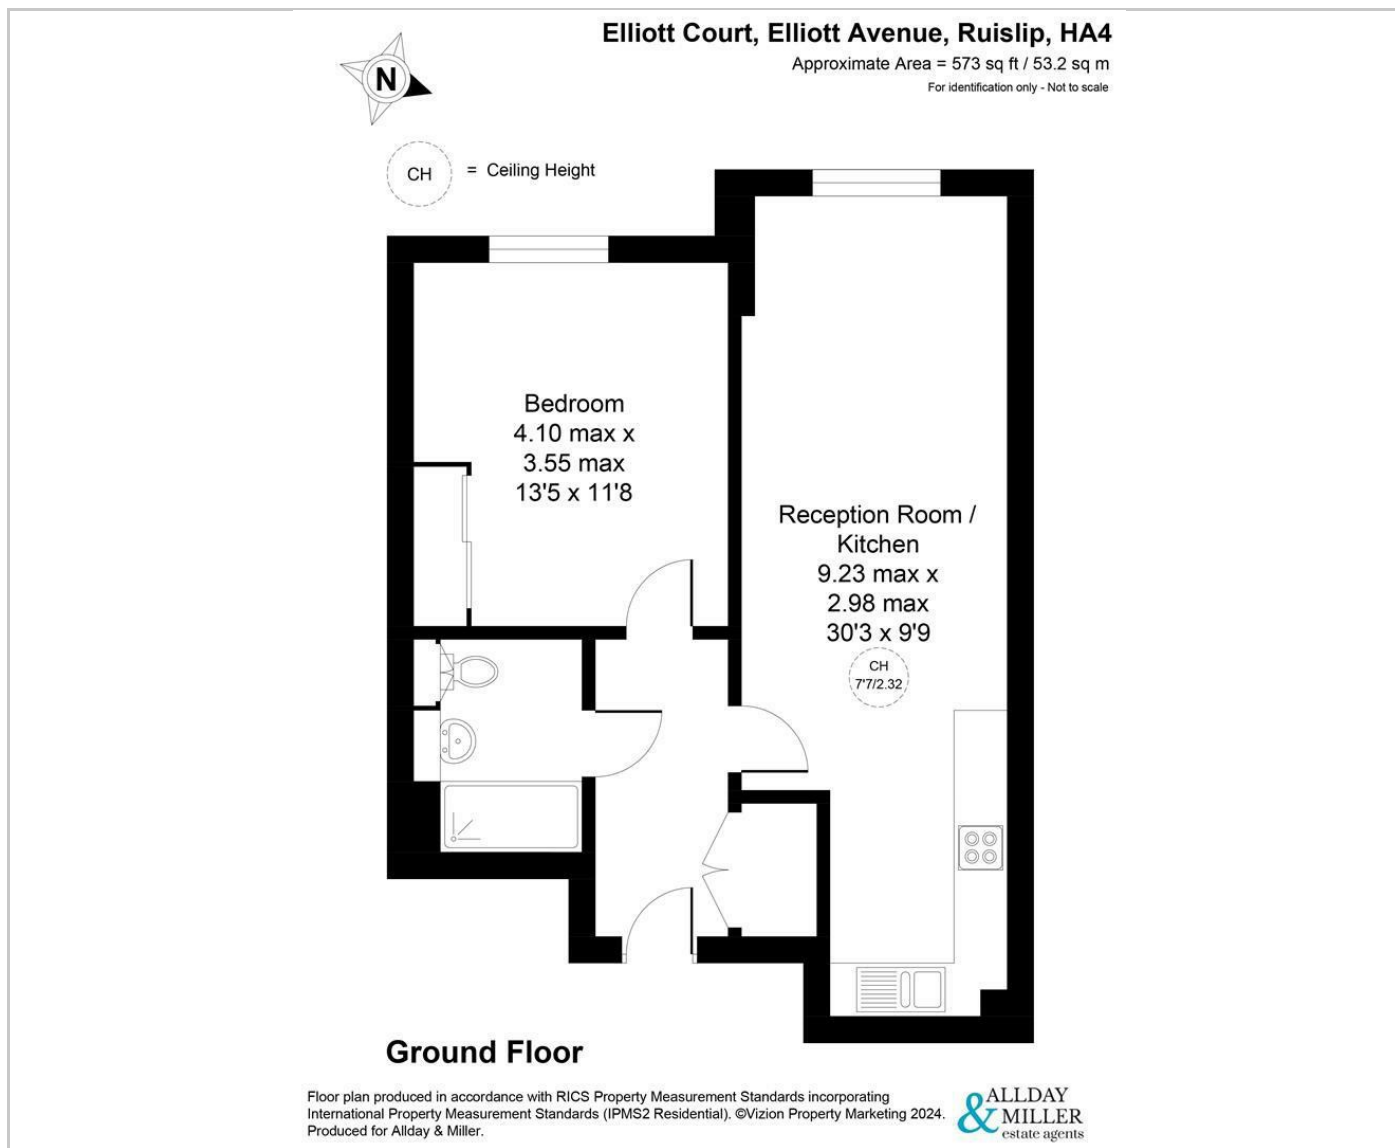 Elliott Court, Elliott Avenue, Ruislip, HA4
Approximate Area = 573 sq ft / 53.2 sq m
For identification only - Not to scale
N
CH = Ceiling Height
Bedroom
4.10 max x
3.55 max
13'5 x 11'8
Reception Room /
Kitchen
9.23 max x
2.98 max
30'3 x 9'9
CH
7'7/2.32
Ground Floor
Floor plan produced in accordance with RICS Property Measurement Standards incorporating
International Property Measurement Standards (IPMS2 Residential). ©Vizion Property Marketing 2024.
Produced for Allday & Miller.
ALLDAY
& MILLER
estate agents